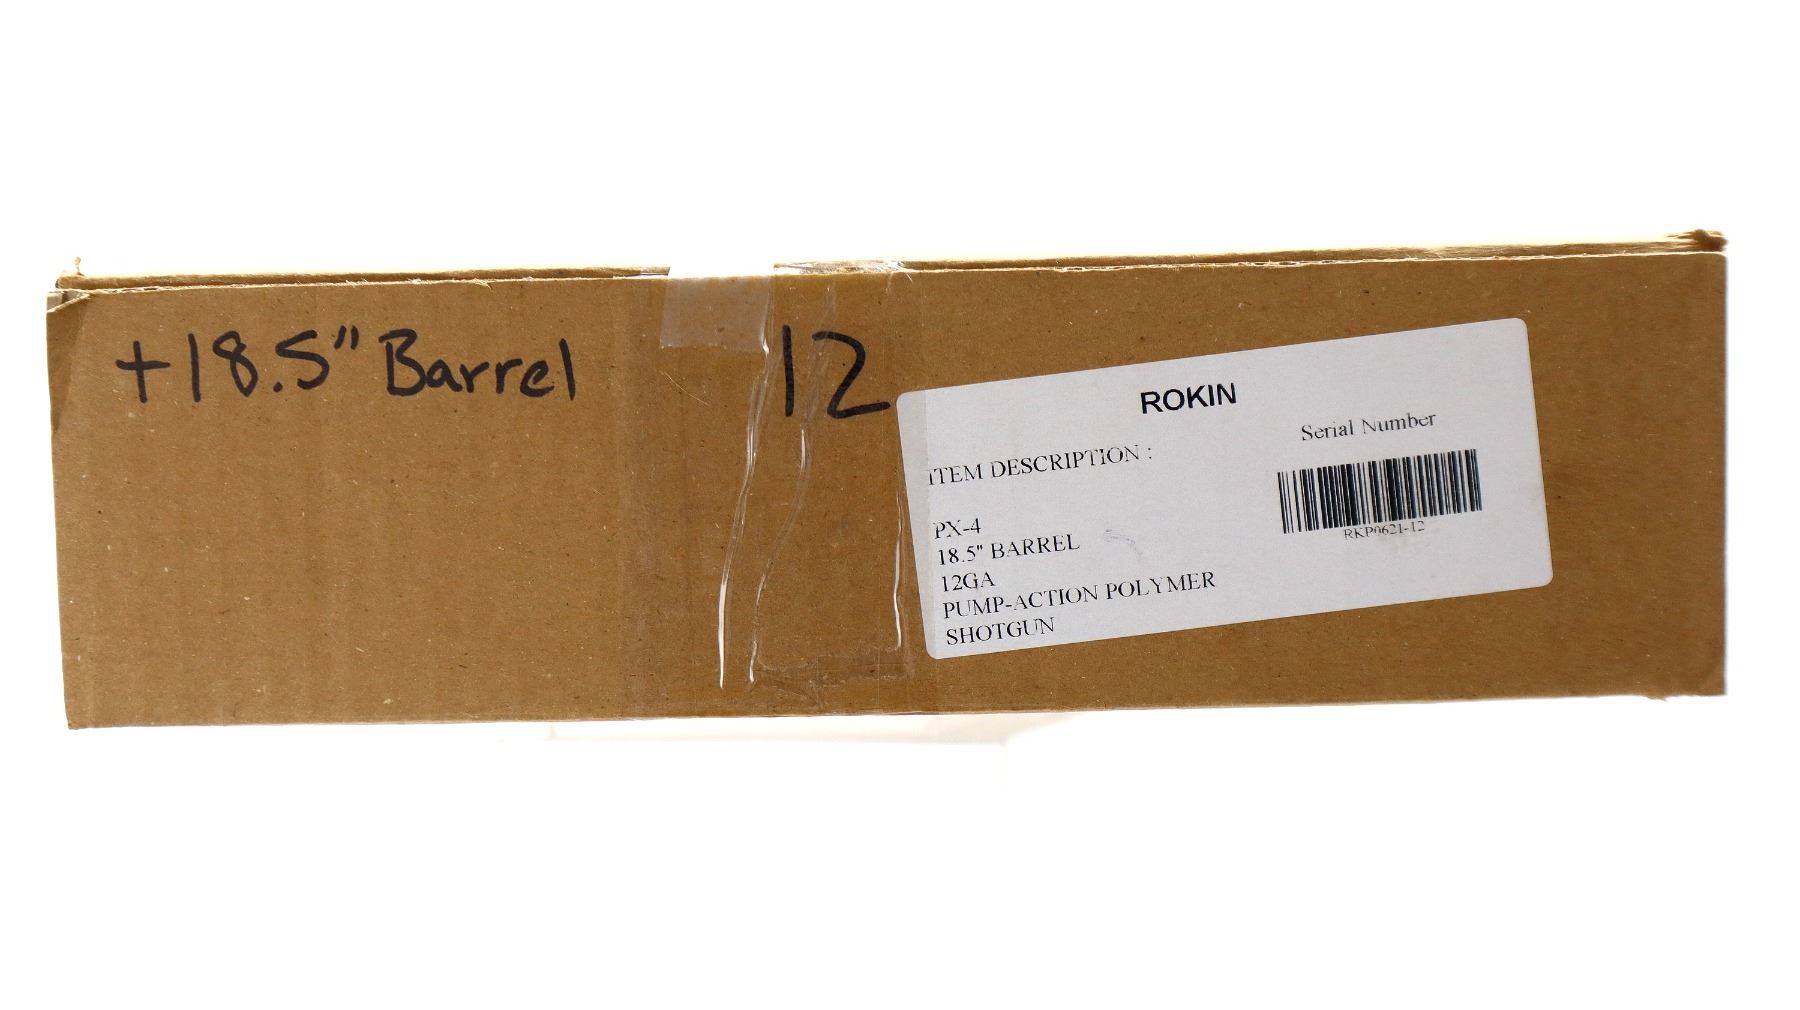 +18.5" Barrel
12
ROKIN
Serial Number
ITEM DESCRIPTION :
RKP0621-12
PX-4
18.5" BARREL
12GA
PUMP-ACTION POLYMER
SHOTGUN